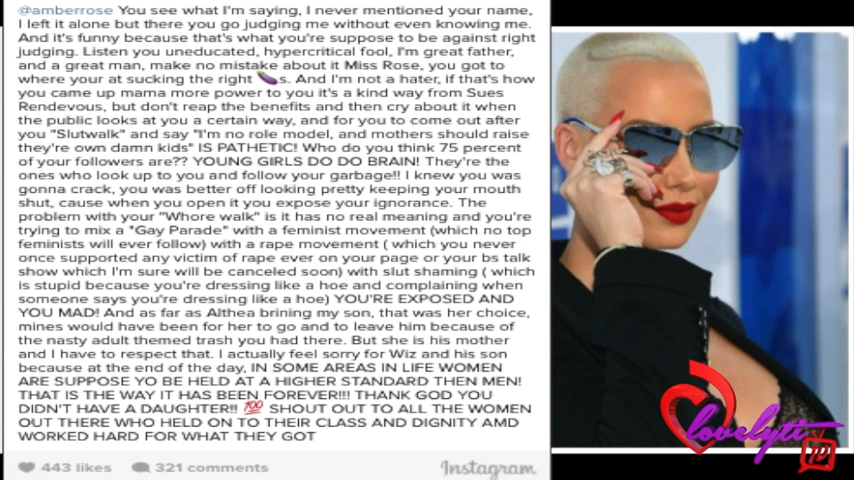 @amberrose You see what I'm saying, I never mentioned your name,
I left it alone but there you go judging me without even knowing me.
And it's funny because that's what you're suppose to be against right
judging. Listen you uneducated, hypercritical fool, I'm great father,
and a great man, make no mistake about it Miss Rose, you got to
where your at sucking the right 🍆s. And I'm not a hater, if that's how
you came up mama more power to you it's a kind way from Sues
Rendevous, but don't reap the benefits and then cry about it when
the public looks at you a certain way, and for you to come out after
you "Slutwalk" and say "I'm no role model, and mothers should raise
they're own damn kids" IS PATHETIC! Who do you think 75 percent
of your followers are?? YOUNG GIRLS DO DO BRAIN! They're the
ones who look up to you and follow your garbage!! I knew you was
gonna crack, you was better off looking pretty keeping your mouth
shut, cause when you open it you expose your ignorance. The
problem with your "Whore walk" is it has no real meaning and you're
trying to mix a "Gay Parade" with a feminist movement (which no top
feminists will ever follow) with a rape movement ( which you never
once supported any victim of rape ever on your page or your bs talk
show which I'm sure will be canceled soon) with slut shaming ( which
is stupid because you're dressing like a hoe and complaining when
someone says you're dressing like a hoe) YOU'RE EXPOSED AND
YOU MAD! And as far as Althea brining my son, that was her choice,
mines would have been for her to go and to leave him because of
the nasty adult themed trash you had there. But she is his mother
and I have to respect that. I actually feel sorry for Wiz and his son
because at the end of the day, IN SOME AREAS IN LIFE WOMEN
ARE SUPPOSE YO BE HELD AT A HIGHER STANDARD THEN MEN!
THAT IS THE WAY IT HAS BEEN FOREVER!!! THANK GOD YOU
DIDN'T HAVE A DAUGHTER!! 💯 SHOUT OUT TO ALL THE WOMEN
OUT THERE WHO HELD ON TO THEIR CLASS AND DIGNITY AMD
WORKED HARD FOR WHAT THEY GOT
443 likes 321 comments Instagram
lovelyti
TV